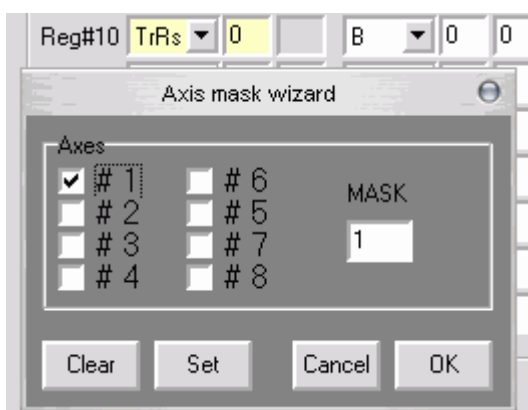 Reg#10 TrRs 0 B 0 0
Axis mask wizard
Axes
# 1 # 6
# 2 # 5
# 3 # 7
# 4 # 8
MASK
1
Clear Set Cancel OK